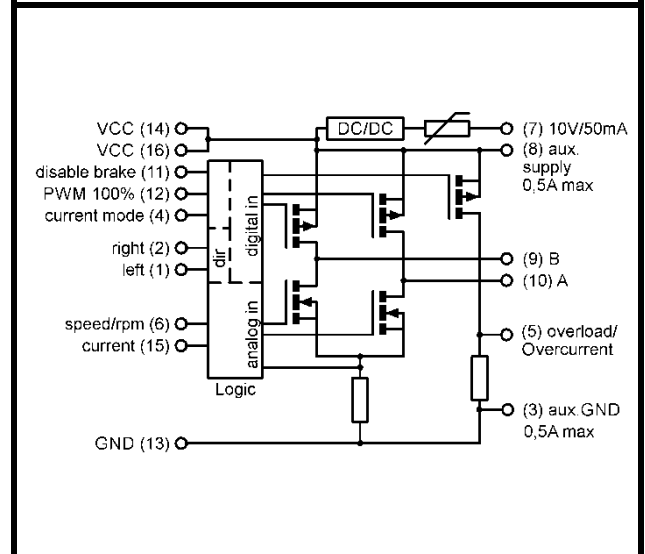 VCC (14)
VCC (16)
disable brake (11)
PWM 100% (12)
current mode (4)
right (2)
left (1)
speed/rpm (6)
current (15)
GND (13)
dir
digital in
analog in
Logic
DC/DC
(7) 10V/50mA
(8) aux.
supply
0,5A max
(9) B
(10) A
(5) overload/
Overcurrent
(3) aux.GND
0,5A max